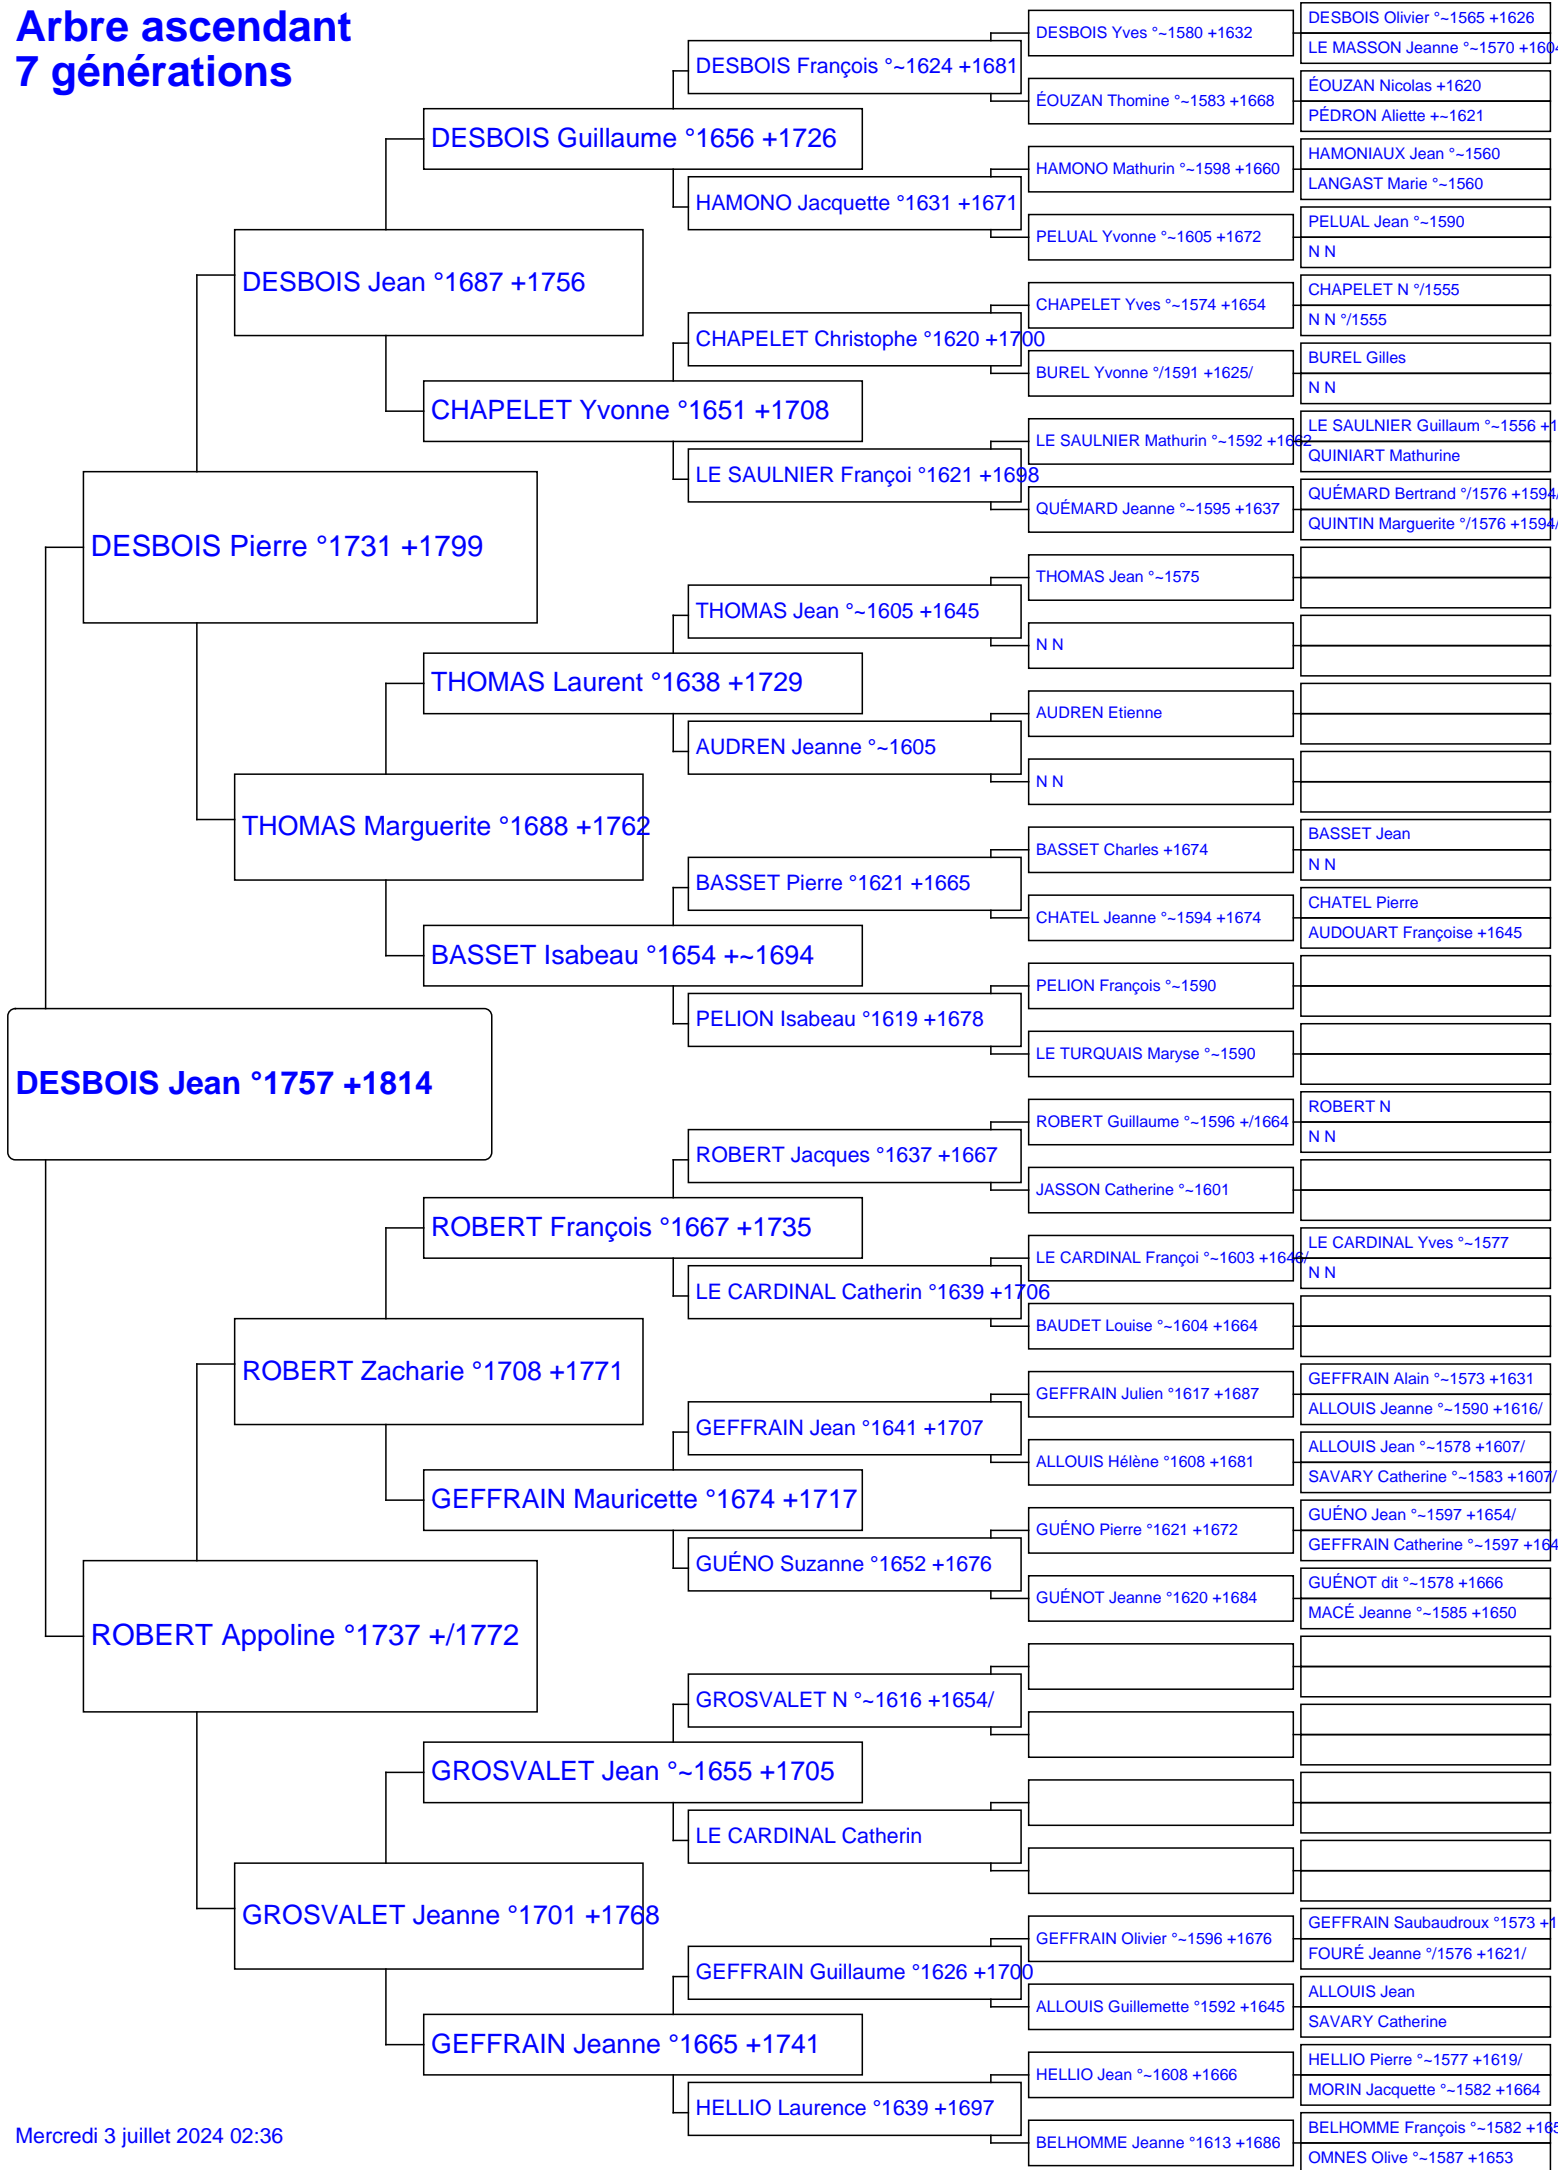 Arbre ascendant
7 générations
DESBOIS Jean °1757 +1814
DESBOIS Pierre °1731 +1799
ROBERT Appoline °1737 +/1772
DESBOIS Jean °1687 +1756
THOMAS Marguerite °1688 +1762
ROBERT Zacharie °1708 +1771
GROSVALET Jeanne °1701 +1768
DESBOIS Guillaume °1656 +1726
CHAPELET Yvonne °1651 +1708
THOMAS Laurent °1638 +1729
BASSET Isabeau °1654 +~1694
ROBERT François °1667 +1735
GEFFRAIN Mauricette °1674 +1717
GROSVALET Jean °~1655 +1705
GEFFRAIN Jeanne °1665 +1741
DESBOIS François °~1624 +1681
HAMONO Jacquette °1631 +1671
CHAPELET Christophe °1620 +1700
LE SAULNIER Françoi °1621 +1698
THOMAS Jean °~1605 +1645
AUDREN Jeanne °~1605
BASSET Pierre °1621 +1665
PELION Isabeau °1619 +1678
ROBERT Jacques °1637 +1667
LE CARDINAL Catherin °1639 +1706
GEFFRAIN Jean °1641 +1707
GUÉNO Suzanne °1652 +1676
GROSVALET N °~1616 +1654/
LE CARDINAL Catherin
GEFFRAIN Guillaume °1626 +1700
HELLIO Laurence °1639 +1697
DESBOIS Yves °~1580 +1632
ÉOUZAN Thomine °~1583 +1668
HAMONO Mathurin °~1598 +1660
PELUAL Yvonne °~1605 +1672
CHAPELET Yves °~1574 +1654
BUREL Yvonne °/1591 +1625/
LE SAULNIER Mathurin °~1592 +1662
QUÉMARD Jeanne °~1595 +1637
THOMAS Jean °~1575
N N
AUDREN Etienne
N N
BASSET Charles +1674
CHATEL Jeanne °~1594 +1674
PELION François °~1590
LE TURQUAIS Maryse °~1590
ROBERT Guillaume °~1596 +/1664
JASSON Catherine °~1601
LE CARDINAL Françoi °~1603 +1646/
BAUDET Louise °~1604 +1664
GEFFRAIN Julien °1617 +1687
ALLOUIS Hélène °1608 +1681
GUÉNO Pierre °1621 +1672
GUÉNOT Jeanne °1620 +1684
GEFFRAIN Olivier °~1596 +1676
ALLOUIS Guillemette °1592 +1645
HELLIO Jean °~1608 +1666
BELHOMME Jeanne °1613 +1686
DESBOIS Olivier °~1565 +1626
LE MASSON Jeanne °~1570 +1604
ÉOUZAN Nicolas +1620
PÉDRON Aliette +~1621
HAMONIAUX Jean °~1560
LANGAST Marie °~1560
PELUAL Jean °~1590
N N
CHAPELET N °/1555
N N °/1555
BUREL Gilles
N N
LE SAULNIER Guillaum °~1556 +1
QUINIART Mathurine
QUÉMARD Bertrand °/1576 +1594/
QUINTIN Marguerite °/1576 +1594/
BASSET Jean
N N
CHATEL Pierre
AUDOUART Françoise +1645
ROBERT N
N N
LE CARDINAL Yves °~1577
N N
GEFFRAIN Alain °~1573 +1631
ALLOUIS Jeanne °~1590 +1616/
ALLOUIS Jean °~1578 +1607/
SAVARY Catherine °~1583 +1607/
GUÉNO Jean °~1597 +1654/
GEFFRAIN Catherine °~1597 +164
GUÉNOT dit °~1578 +1666
MACÉ Jeanne °~1585 +1650
GEFFRAIN Saubaudroux °1573 +1
FOURÉ Jeanne °/1576 +1621/
ALLOUIS Jean
SAVARY Catherine
HELLIO Pierre °~1577 +1619/
MORIN Jacquette °~1582 +1664
BELHOMME François °~1582 +165
OMNES Olive °~1587 +1653
Mercredi 3 juillet 2024 02:36